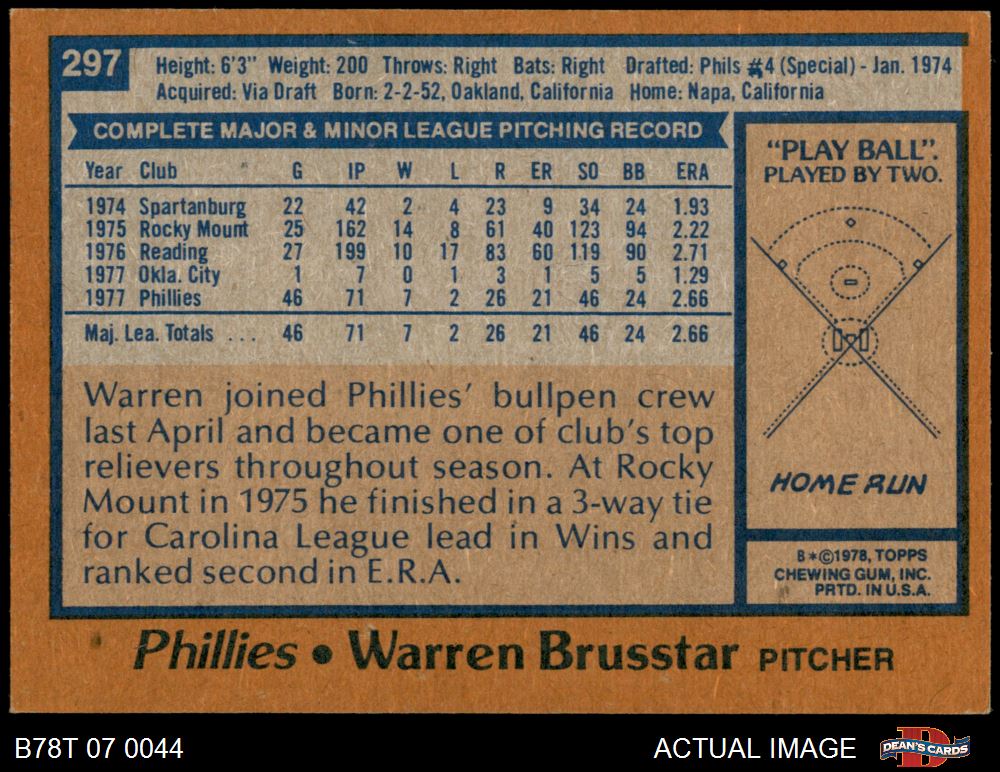 297
Height: 6'3" Weight: 200 Throws: Right Bats: Right Drafted: Phils #4 (Special) - Jan. 1974
Acquired: Via Draft Born: 2-2-52, Oakland, California Home: Napa, California
COMPLETE MAJOR & MINOR LEAGUE PITCHING RECORD
Year Club G IP W L R ER SO BB ERA
1974 Spartanburg 22 42 2 4 23 9 34 24 1.93
1975 Rocky Mount 25 162 14 8 61 40 123 94 2.22
1976 Reading 27 199 10 17 83 60 119 90 2.71
1977 Okla. City 1 7 0 1 3 1 5 5 1.29
1977 Phillies 46 71 7 2 26 21 46 24 2.66
Maj. Lea. Totals ... 46 71 7 2 26 21 46 24 2.66
Warren joined Phillies' bullpen crew
last April and became one of club's top
relievers throughout season. At Rocky
Mount in 1975 he finished in a 3-way tie
for Carolina League lead in Wins and
ranked second in E.R.A.
"PLAY BALL".
PLAYED BY TWO.
HOME RUN
B*©1978, TOPPS
CHEWING GUM, INC.
PRTD. IN U.S.A.
Phillies • Warren Brusstar PITCHER
B78T 07 0044
ACTUAL IMAGE
DEAN'S CARDS